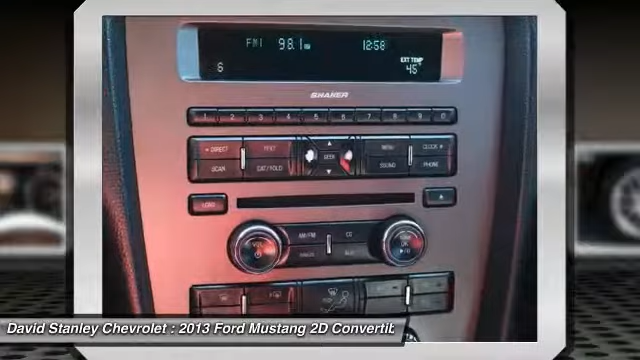 FM1 98.1 12:58
EXT TEMP
S 45°
SHAKER
1 2 3 4 5 6 7 8 9 0
DIRECT TEXT MENU CLOCK
SEEK
SCAN CAT/FOLD SOUND PHONE
LOAD
AM/FM CD
VOL AUX
David Stanley Chevrolet : 2013 Ford Mustang 2D Convertib